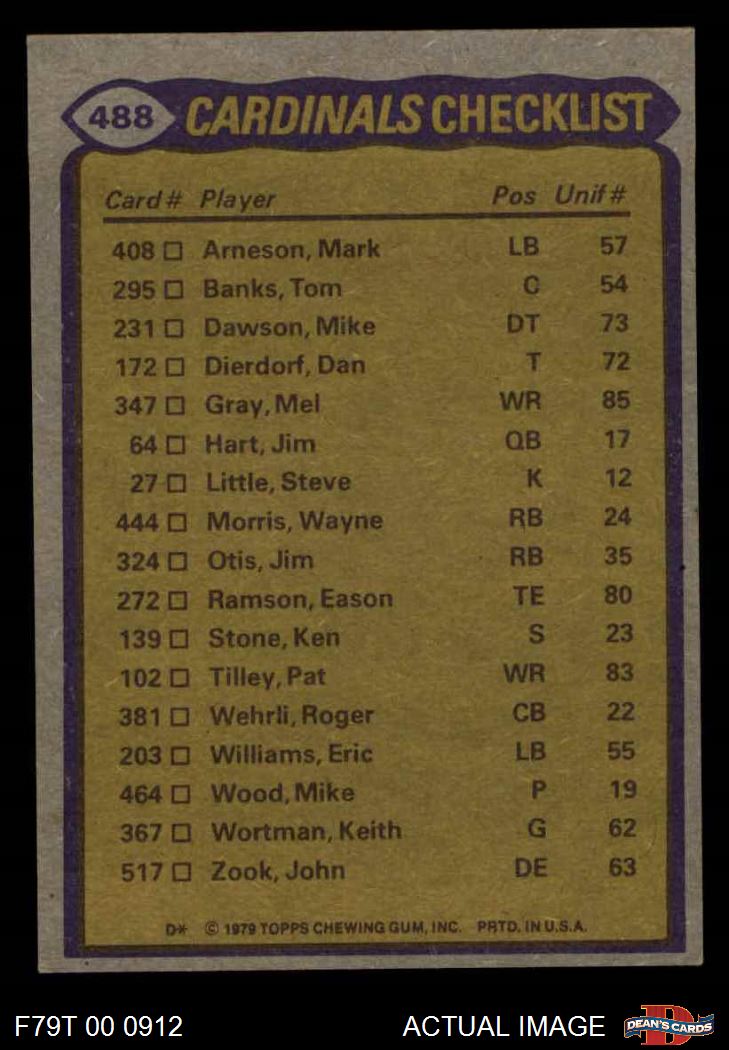 488 CARDINALS CHECKLIST
Card # Player Pos Unif #
408 Arneson, Mark LB 57
295 Banks, Tom C 54
231 Dawson, Mike DT 73
172 Dierdorf, Dan T 72
347 Gray, Mel WR 85
64 Hart, Jim QB 17
27 Little, Steve K 12
444 Morris, Wayne RB 24
324 Otis, Jim RB 35
272 Ramson, Eason TE 80
139 Stone, Ken S 23
102 Tilley, Pat WR 83
381 Wehrli, Roger CB 22
203 Williams, Eric LB 55
464 Wood, Mike P 19
367 Wortman, Keith G 62
517 Zook, John DE 63
D* © 1979 TOPPS CHEWING GUM, INC. PRTD. IN U.S.A.
F79T 00 0912 ACTUAL IMAGE D DEAN'S CARDS